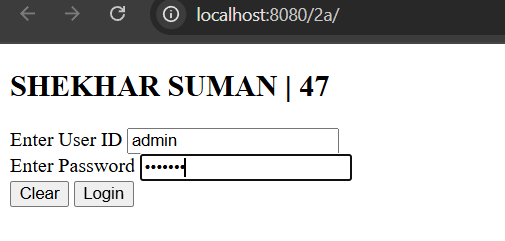 localhost:8080/2a/
SHEKHAR SUMAN | 47
Enter User ID admin
Enter Password •••••••
Clear Login